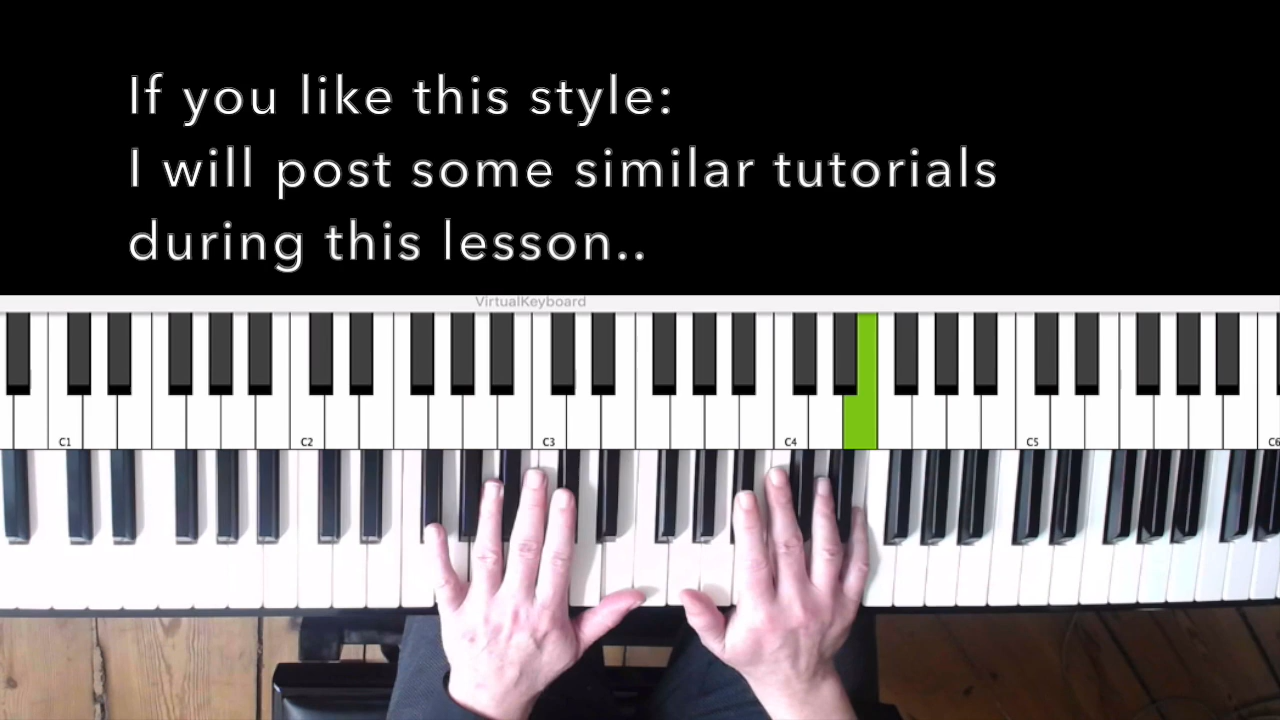 If you like this style:
I will post some similar tutorials
during this lesson..
VirtualKeyboard
C1 C2 C3 C4 C5 C6